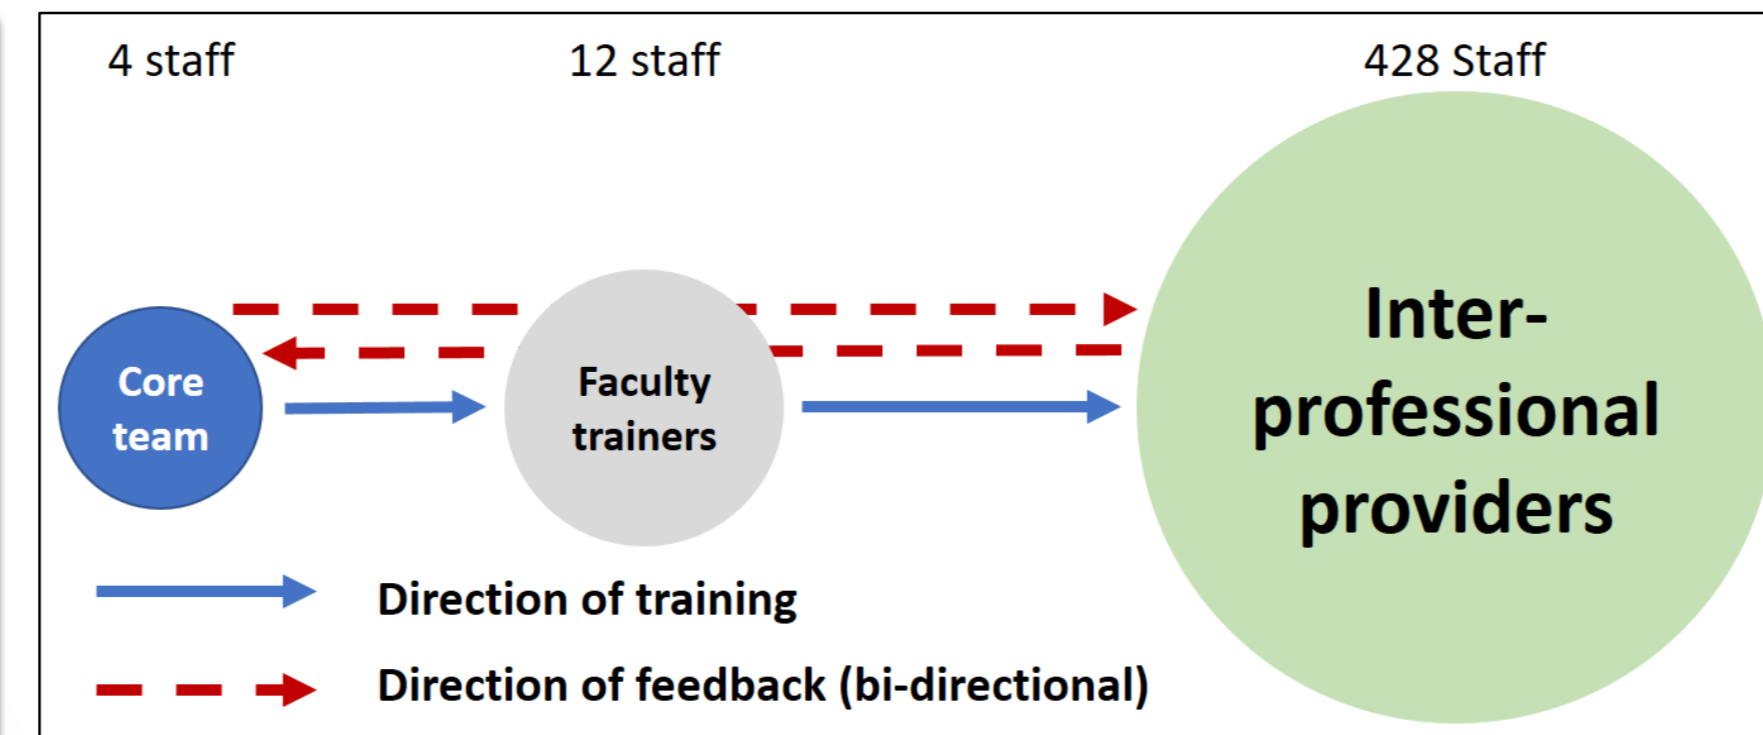 4 staff
12 staff
428 Staff
Core
team
Faculty
trainers
Inter-
professional
providers
Direction of training
Direction of feedback (bi-directional)